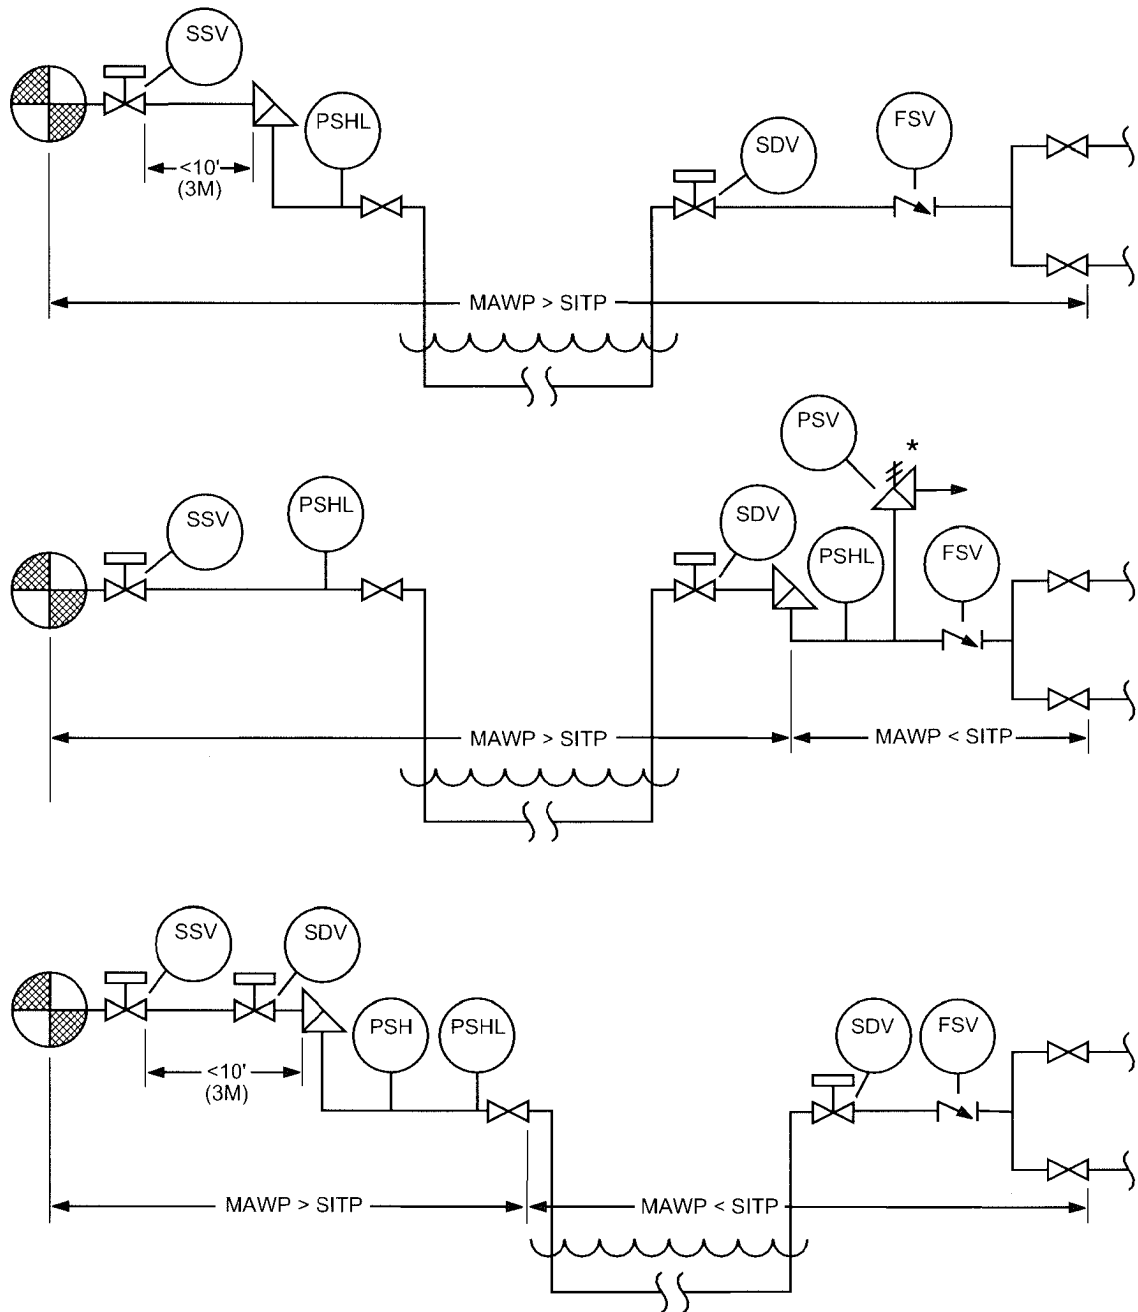 SSV
PSHL
SDV
FSV
<10'
(3M)
MAWP > SITP
PSV
*
SSV
PSHL
SDV
PSHL
FSV
MAWP > SITP
MAWP < SITP
SSV
SDV
PSH
PSHL
SDV
FSV
<10'
(3M)
MAWP > SITP
MAWP < SITP